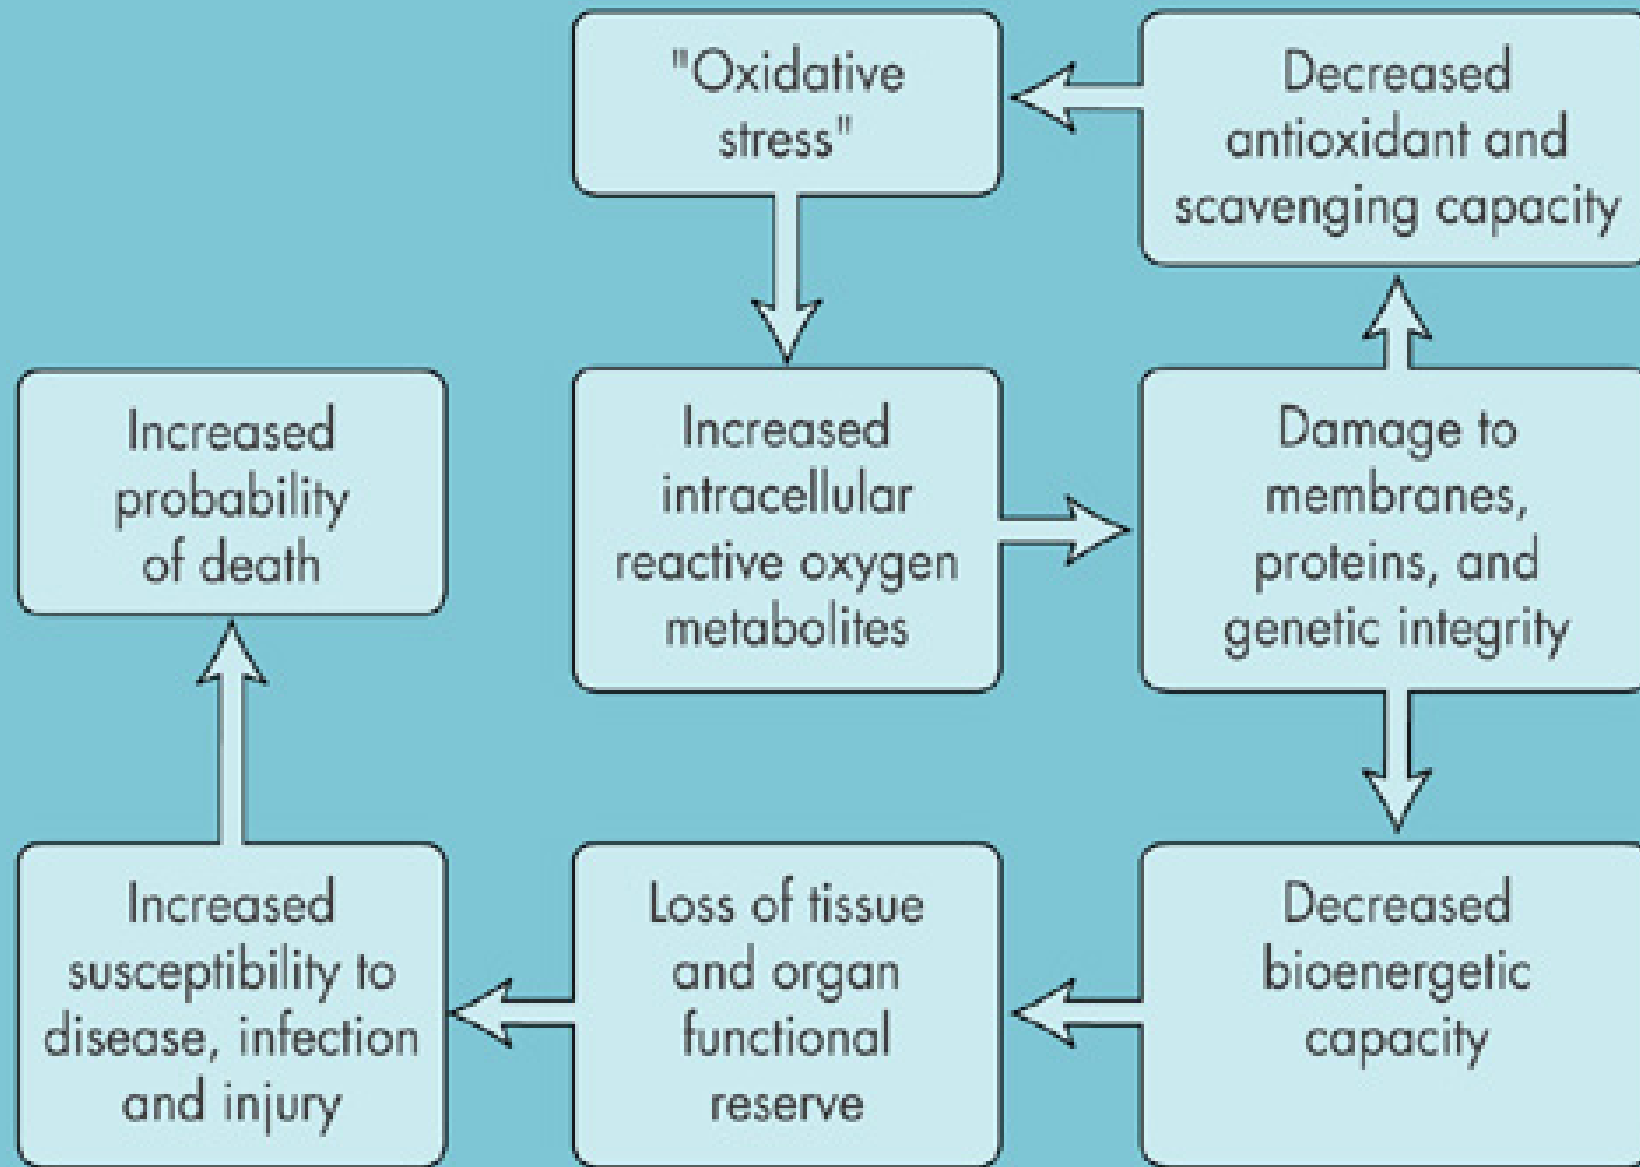 "Oxidative
stress"
Decreased
antioxidant and
scavenging capacity
Increased
probability
of death
Increased
intracellular
reactive oxygen
metabolites
Damage to
membranes,
proteins, and
genetic integrity
Increased
susceptibility to
disease, infection
and injury
Loss of tissue
and organ
functional
reserve
Decreased
bioenergetic
capacity